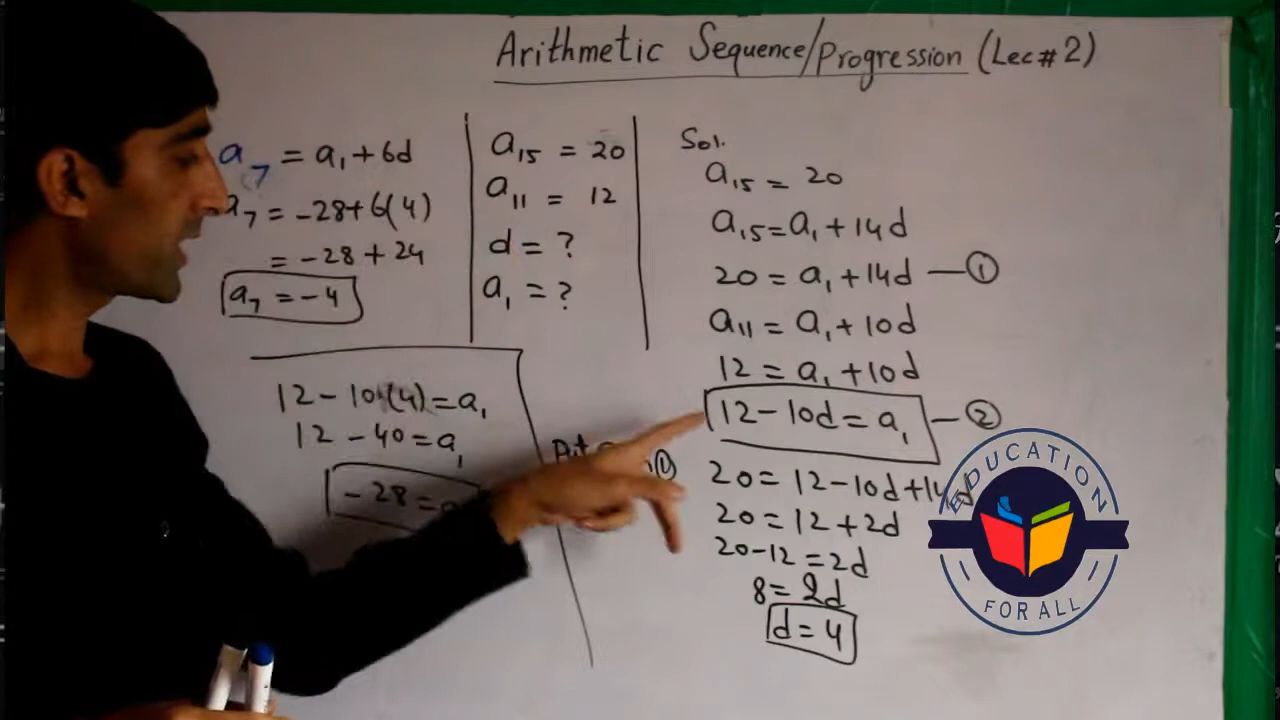 Arithmetic Sequence/Progression (Lec#2)
a7 = a1 + 6d
a7 = -28+6(4)
= -28 + 24
a7 = -4
a15 = 20
a11 = 12
d = ?
a1 = ?
Sol.
a15 = 20
a15 = a1 + 14d
20 = a1 + 14d — ①
a11 = a1 + 10d
12 = a1 + 10d
12 - 10d = a1 — ②
20 = 12 - 10d + 14d
20 = 12 + 2d
20-12 = 2d
8 = 2d
d = 4
12 - 10(4) = a1
12 - 40 = a1
-28 = a
Put
①
EDUCATION
FOR ALL